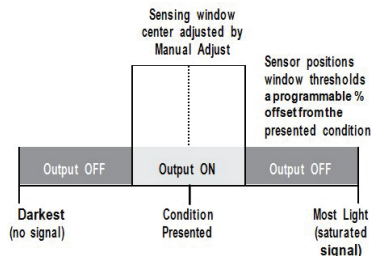 Sensing window
center adjusted by
Manual Adjust
Sensor positions
window thresholds
a programmable %
offset from the
presented condition
Output OFF
Output ON
Output OFF
Darkest
(no signal)
Condition
Presented
Most Light
(saturated
signal)